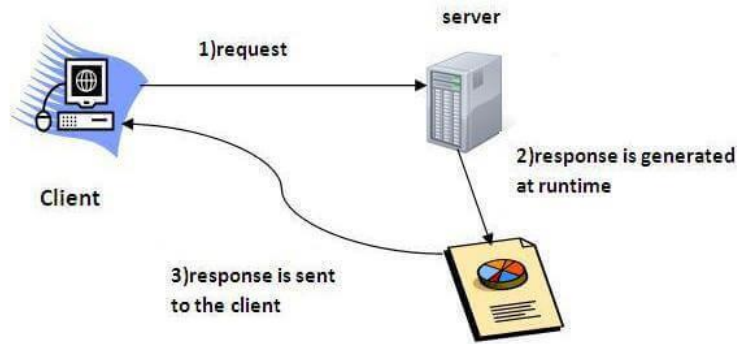 server
1)request
2)response is generated
at runtime
Client
3)response is sent
to the client